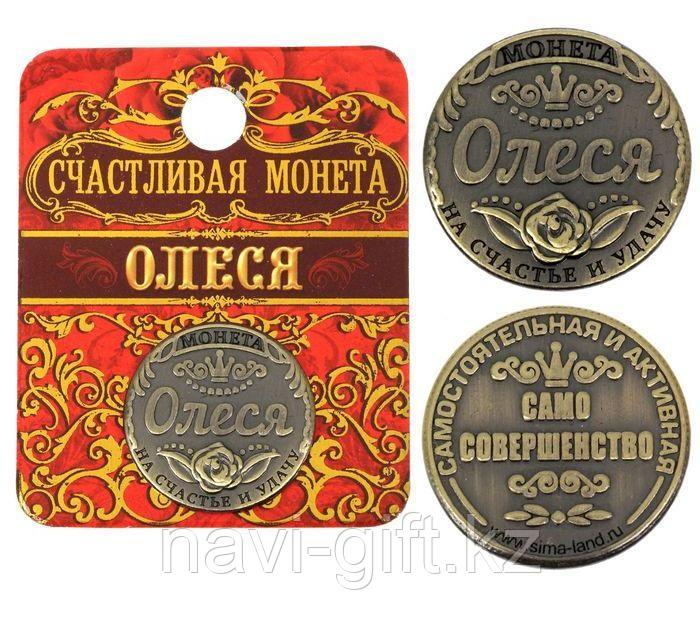 СЧАСТЛИВАЯ МОНЕТА
ОЛЕСЯ
МОНЕТА
Олеся
НА СЧАСТЬЕ И УДАЧУ
МОНЕТА
Олеся
НА СЧАСТЬЕ И УДАЧУ
САМОСТОЯТЕЛЬНАЯ И АКТИВНАЯ
САМО
СОВЕРШЕНСТВО
www.sima-land.ru
navi-gift.kz